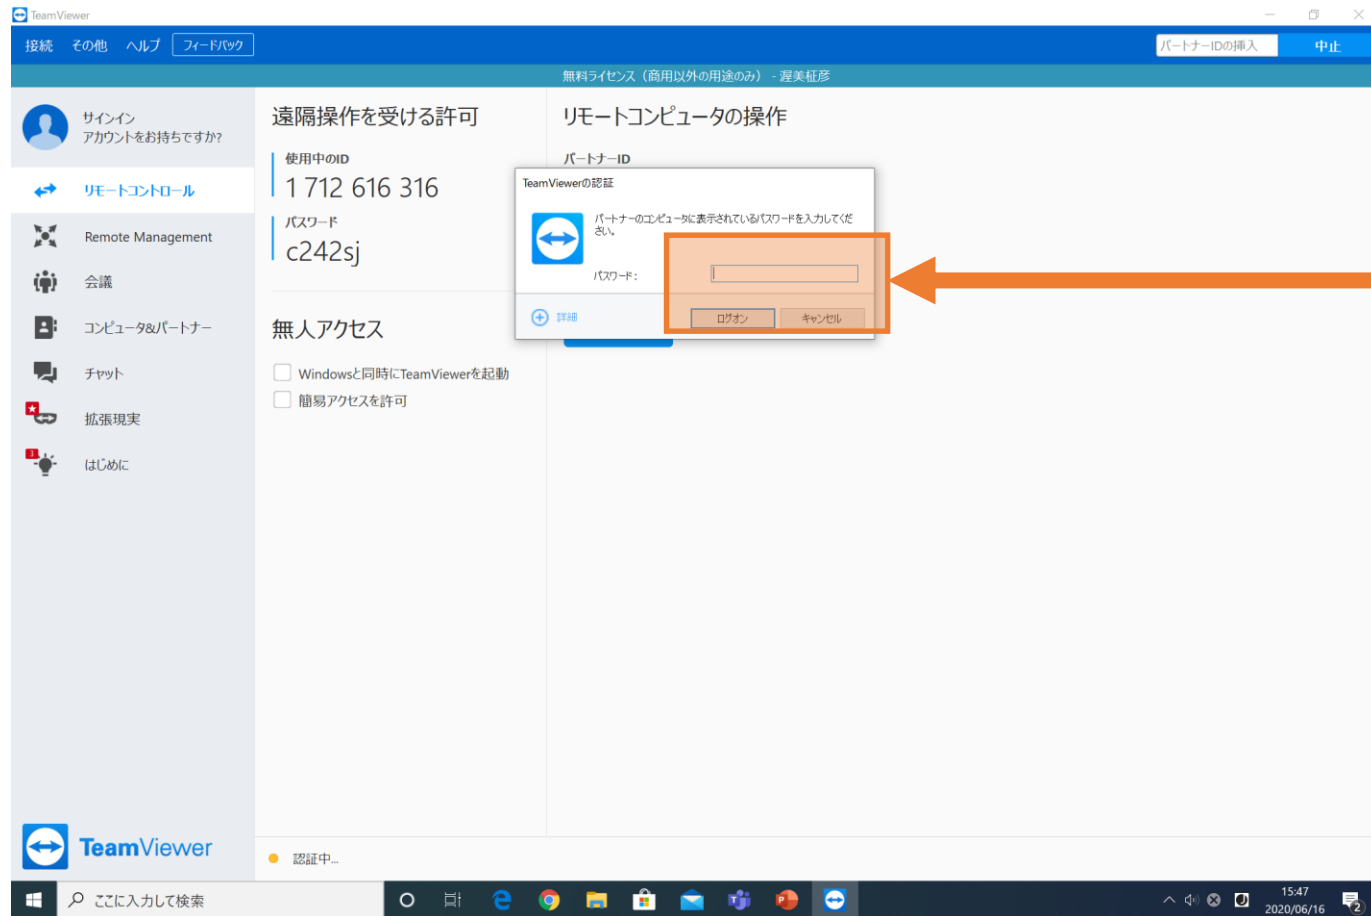 TeamViewer
接続 その他 ヘルプ フィードバック
パートナーIDの挿入 中止
無料ライセンス（商用以外の用途のみ） - 渥美柾彦
サインイン
アカウントをお持ちですか?
リモートコントロール
Remote Management
会議
コンピュータ&パートナー
チャット
拡張現実
3
はじめに
TeamViewer
遠隔操作を受ける許可
使用中のID
1 712 616 316
パスワード
c242sj
無人アクセス
Windowsと同時にTeamViewerを起動
簡易アクセスを許可
リモートコンピュータの操作
パートナーID
TeamViewerの認証
パートナーのコンピュータに表示されているパスワードを入力してくだ
さい。
パスワード：
詳細
ログオン キャンセル
認証中...
ここに入力して検索
15:47
2020/06/16
2